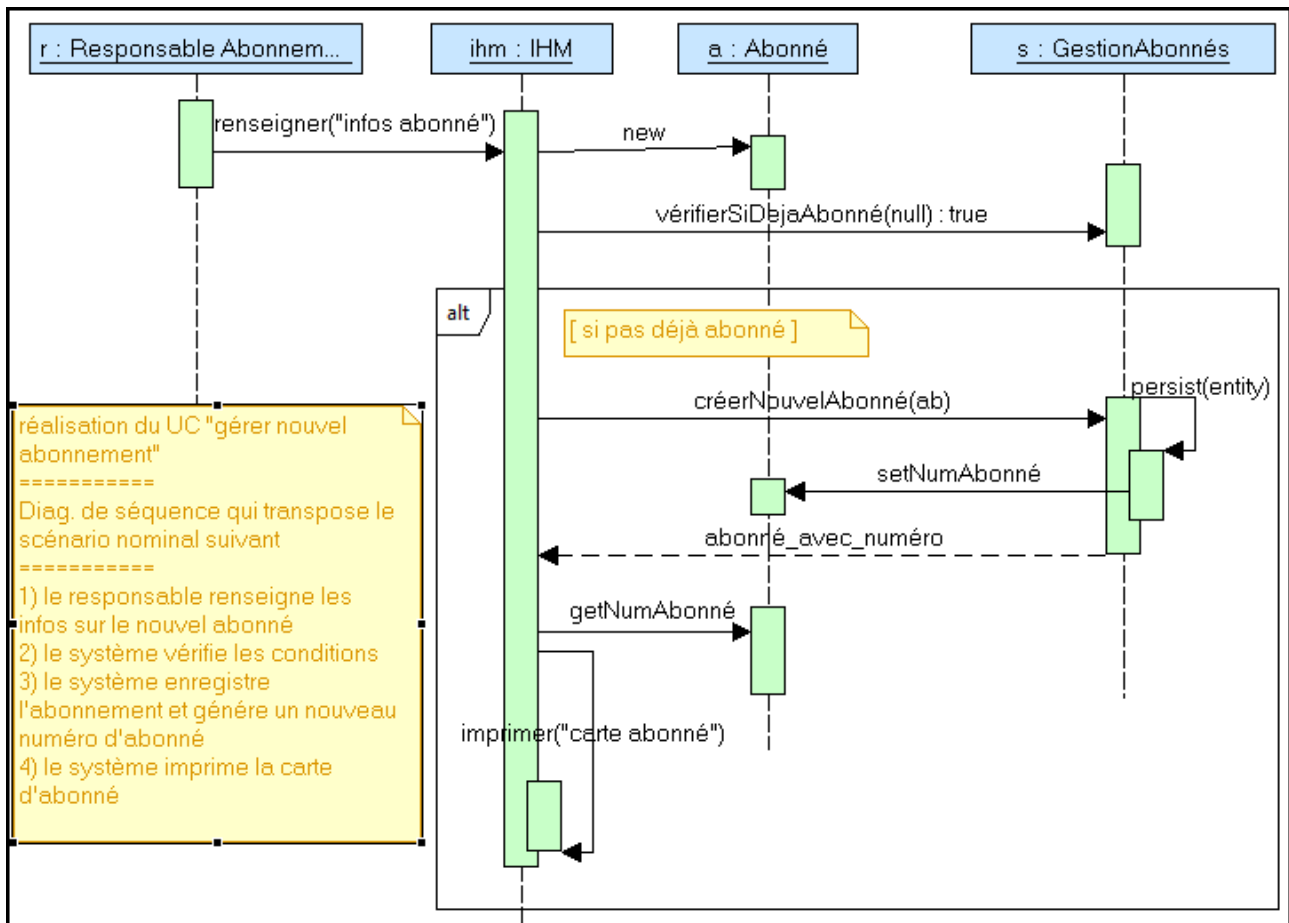 r : Responsable Abonnem...
ihm : IHM
a : Abonné
s : GestionAbonnés
renseigner("infos abonné")
new
vérifierSiDejaAbonné(null) : true
alt
[ si pas déjà abonné ]
persist(entity)
créerNouvelAbonné(ab)
setNumAbonné
abonné_avec_numéro
getNumAbonné
imprimer("carte abonné")
réalisation du UC "gérer nouvel
abonnement"
===========
Diag. de séquence qui transpose le
scénario nominal suivant
===========
1) le responsable renseigne les
infos sur le nouvel abonné
2) le système vérifie les conditions
3) le système enregistre
l'abonnement et génére un nouveau
numéro d'abonné
4) le système imprime la carte
d'abonné